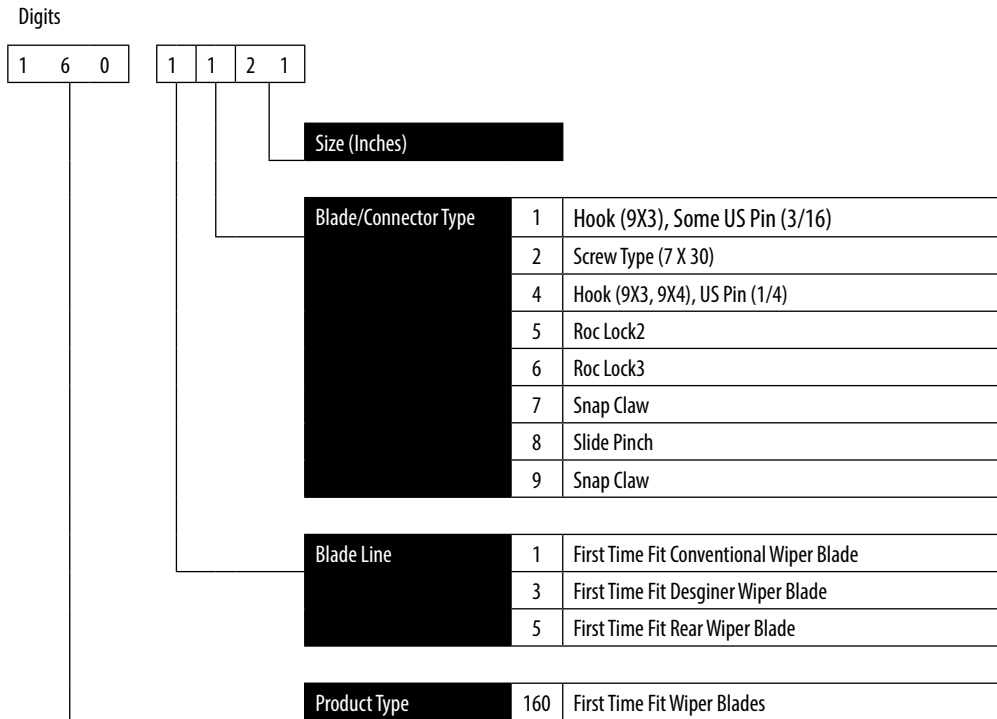 Digits
1 6 0 1 1 2 1
Size (Inches)
Blade/Connector Type 1 Hook (9X3), Some US Pin (3/16)
2 Screw Type (7 X 30)
4 Hook (9X3, 9X4), US Pin (1/4)
5 Roc Lock2
6 Roc Lock3
7 Snap Claw
8 Slide Pinch
9 Snap Claw
Blade Line 1 First Time Fit Conventional Wiper Blade
3 First Time Fit Desginer Wiper Blade
5 First Time Fit Rear Wiper Blade
Product Type 160 First Time Fit Wiper Blades